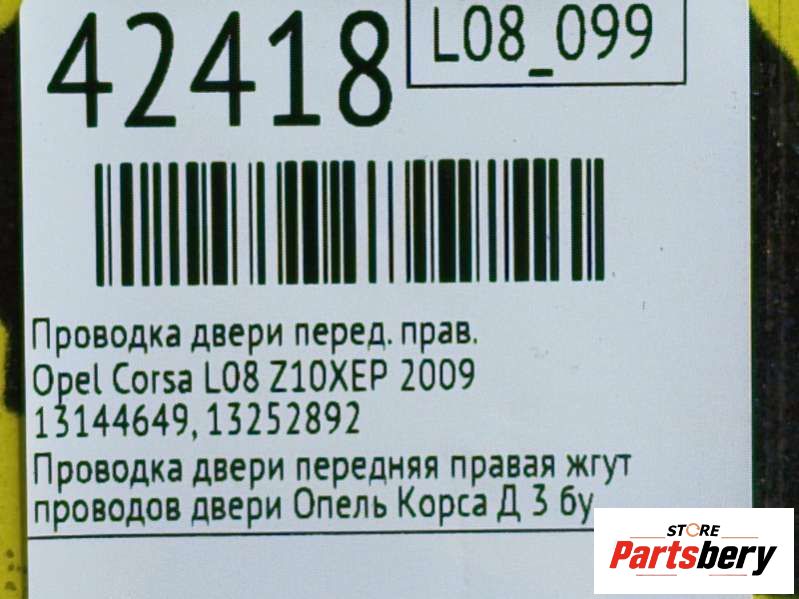 42418
L08_099
Проводка двери перед. прав.
Opel Corsa L08 Z10XEP 2009
13144649, 13252892
Проводка двери передняя правая жгут
проводов двери Опель Корса Д 3 бу
STORE
Partsbery